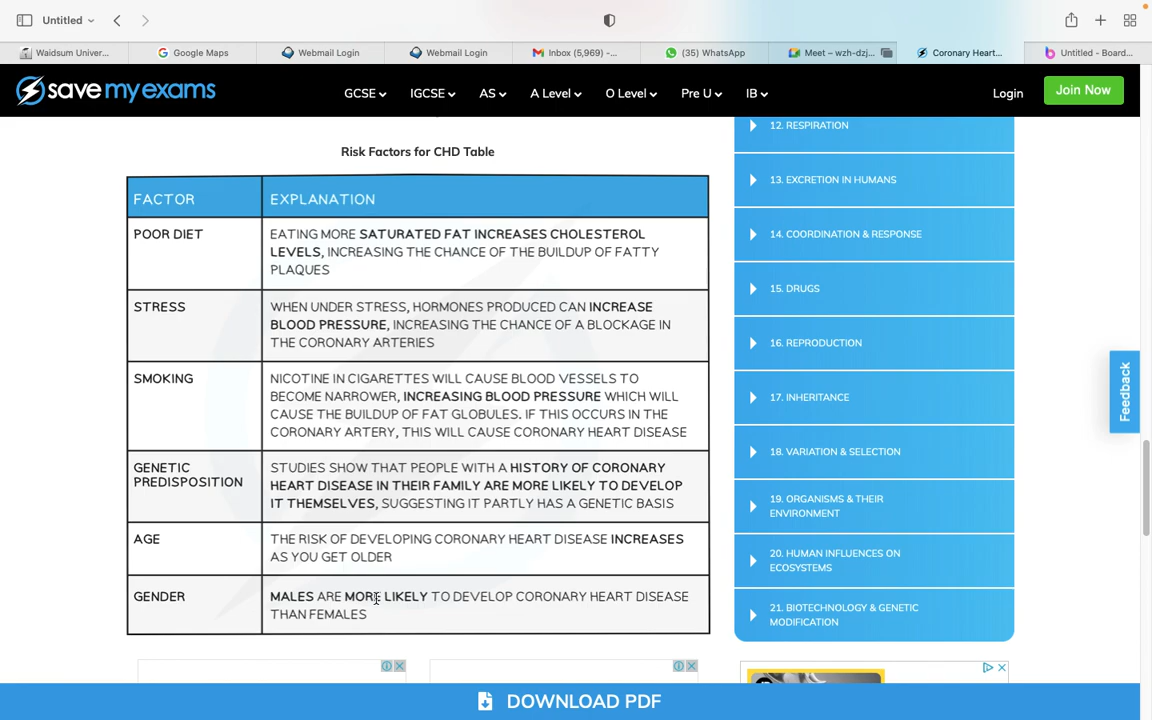 Untitled
Waidsum Univer...
Google Maps
Webmail Login
Webmail Login
Inbox (5,969) -...
(35) WhatsApp
Meet – wzh-dzj...
Coronary Heart...
Untitled - Board...
save my exams
GCSE
IGCSE
AS
A Level
O Level
Pre U
IB
Login
Join Now
Risk Factors for CHD Table
FACTOR
EXPLANATION
POOR DIET
EATING MORE SATURATED FAT INCREASES CHOLESTEROL
LEVELS, INCREASING THE CHANCE OF THE BUILDUP OF FATTY
PLAQUES
STRESS
WHEN UNDER STRESS, HORMONES PRODUCED CAN INCREASE
BLOOD PRESSURE, INCREASING THE CHANCE OF A BLOCKAGE IN
THE CORONARY ARTERIES
SMOKING
NICOTINE IN CIGARETTES WILL CAUSE BLOOD VESSELS TO
BECOME NARROWER, INCREASING BLOOD PRESSURE WHICH WILL
CAUSE THE BUILDUP OF FAT GLOBULES. IF THIS OCCURS IN THE
CORONARY ARTERY, THIS WILL CAUSE CORONARY HEART DISEASE
GENETIC
PREDISPOSITION
STUDIES SHOW THAT PEOPLE WITH A HISTORY OF CORONARY
HEART DISEASE IN THEIR FAMILY ARE MORE LIKELY TO DEVELOP
IT THEMSELVES, SUGGESTING IT PARTLY HAS A GENETIC BASIS
AGE
THE RISK OF DEVELOPING CORONARY HEART DISEASE INCREASES
AS YOU GET OLDER
GENDER
MALES ARE MORE LIKELY TO DEVELOP CORONARY HEART DISEASE
THAN FEMALES
12. RESPIRATION
13. EXCRETION IN HUMANS
14. COORDINATION & RESPONSE
15. DRUGS
16. REPRODUCTION
17. INHERITANCE
18. VARIATION & SELECTION
19. ORGANISMS & THEIR
ENVIRONMENT
20. HUMAN INFLUENCES ON
ECOSYSTEMS
21. BIOTECHNOLOGY & GENETIC
MODIFICATION
Feedback
DOWNLOAD PDF